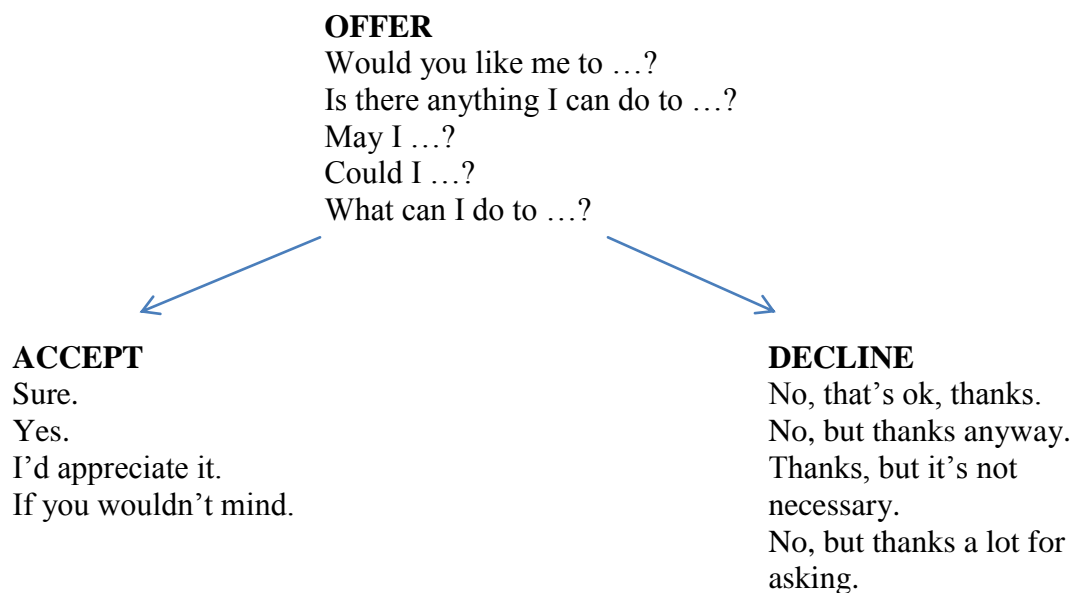 OFFER
Would you like me to …?
Is there anything I can do to …?
May I …?
Could I …?
What can I do to …?
ACCEPT
Sure.
Yes.
I’d appreciate it.
If you wouldn’t mind.
DECLINE
No, that’s ok, thanks.
No, but thanks anyway.
Thanks, but it’s not
necessary.
No, but thanks a lot for
asking.